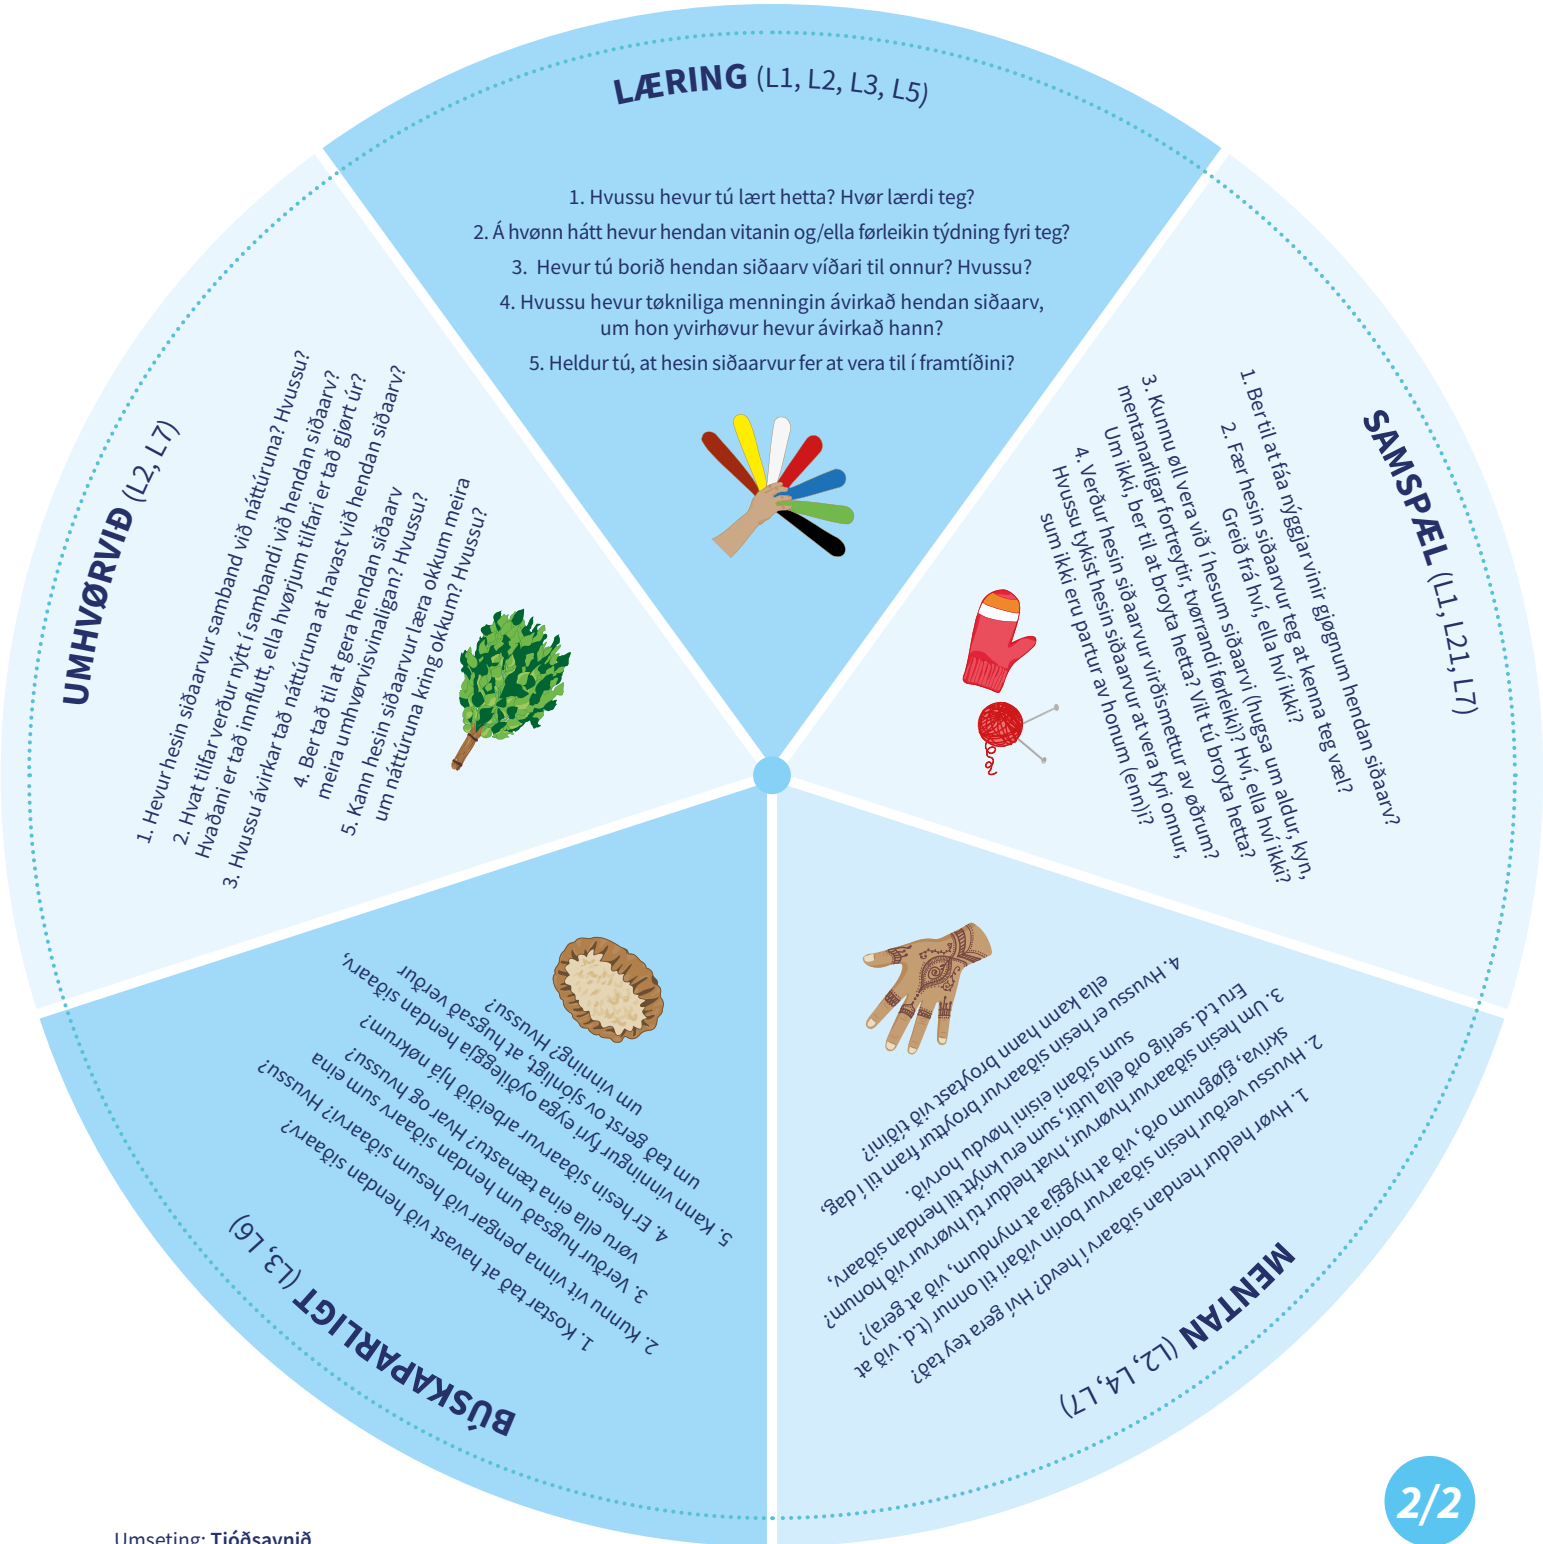 LÆRING (L1, L2, L3, L5)
1. Hvussu hevur tú lært hetta? Hvør lærdi teg?
2. Á hvønn hátt hevur hendan vitanin og/ella førleikin týdning fyri teg?
3. Hevur tú borið hendan siðaarv víðari til onnur? Hvussu?
4. Hvussu hevur tøkniliga menningin ávirkað hendan siðaarv,
um hon yvirhøvur hevur ávirkað hann?
5. Heldur tú, at hesin siðaarvur fer at vera til í framtíðini?
SAMSPÆL (L1, L21, L7)
1. Ber til at fáa nýggjar vinir gjøgnum hendan siðaarv?
2. Fær hesin siðaarvur teg at kenna teg væl?
Greið frá hví, ella hví ikki?
3. Kunnu øll vera við í hesum siðaarvi (hugsa um aldur, kyn,
mentanarligar fortreytir, tvørrandi førleiki)? Hví, ella hví ikki?
Um ikki, ber til at broyta hetta? Vilt tú broyta hetta?
4. Verður hesin siðaarvur virðismettur av øðrum?
Hvussu tykist hesin siðaarvur at vera fyri onnur,
sum ikki eru partur av honum (enn)i?
MENTAN (L2, L4, L7)
1. Hvør heldur hendan siðaarv í hevd? Hví gera tey tað?
2. Hvussu verður hesin siðaarvur borin víðari til onnur (t.d. við at
skriva, gjøgnum orð, við at hyggja at myndum, við at gera)?
3. Um hesin siðaarvur hvørvur, hvat heldur tú hvørvur við honum?
Eru t.d. serlig orð ella lutir, sum eru knýtt til hendan siðaarv,
sum síðani eisini høvdu horvið.
4. Hvussu er hesin siðaarvur broyttur fram til í dag,
ella kann hann broytast við tíðini?
BÚSKAPARLIGT (L3, L6)
1. Kostar tað at havast við hendan siðaarv?
2. Kunnu vit vinna pengar við hesum siðaarvi? Hvussu?
3. Verður hugsað um hendan siðaarv sum eina
vøru ella eina tænastu? Hvar og hvussu?
4. Er hesin siðaarvur arbeiðið hjá nøkrum?
5. Kann vinningur fyri eyga oyðileggja hendan siðaarv,
um tað gerst ov sjónligt, at hugsað verður
um vinning? Hvussu?
UMHVØRVIÐ (L2, L7)
1. Hevur hesin siðaarvur samband við náttúruna? Hvussu?
2. Hvat tilfar verður nýtt í sambandi við hendan siðaarv?
Hvaðani er tað innflutt, ella hvørjum tilfari er tað gjørt úr?
3. Hvussu ávirkar tað náttúruna at havast við hendan siðaarv?
4. Ber tað til at gera hendan siðaarv
meira umhvørvisvinaligan? Hvussu?
5. Kann hesin siðaarvur læra okkum meira
um náttúruna kring okkum? Hvussu?
2/2
Umseting: Tjóðsavnið